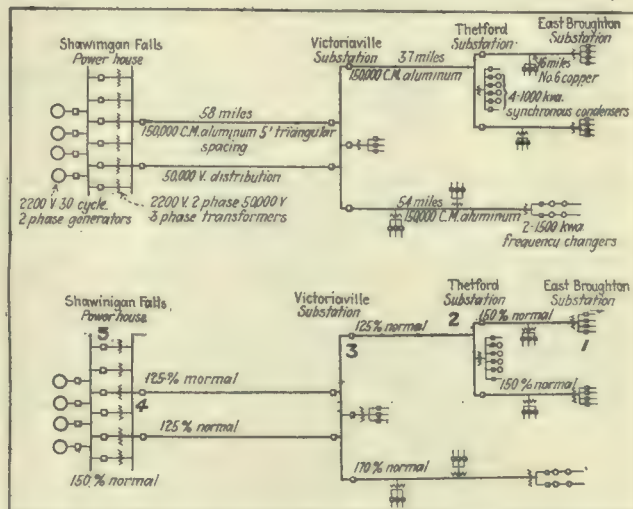 Shawinigan Falls
Power house
Victoriaville
Substation
Thetford
Substation
East Broughton
Substation
37 miles
150,000 C.M. aluminum
16 miles
No.6 copper
4-1000 kva.
synchronous condensers
58 miles
150,000 C.M. aluminum 5' triangular
spacing
50,000 V. distribution
2200 V. 30 cycle
2 phase generators
2200 V. 2 phase 50,000 V
3 phase transformers
54 miles
150,000 C.M. aluminum
2-1500 kva.
frequency changers
Shawinigan Falls
Power house
5
Victoriaville
Substation
3
Thetford
Substation
2
East Broughton
Substation
1
125% normal
150% normal
125% normal
4
125% normal
150% normal
150% normal
170% normal